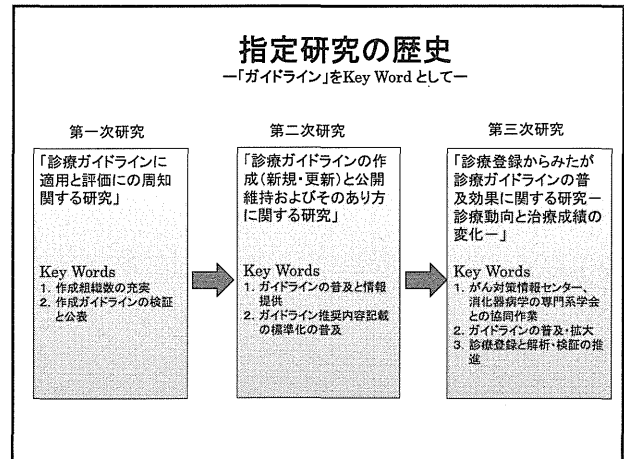 指定研究の歴史
ー「ガイドライン」をKey Word としてー
第一次研究
「診療ガイドラインに
適用と評価にの周知
関する研究」
Key Words
1. 作成組織数の充実
2. 作成ガイドラインの検証
と公表
第二次研究
「診療ガイドラインの作
成(新規・更新)と公開
維持およびそのあり方
に関する研究」
Key Words
1. ガイドラインの普及と情報
提供
2. ガイドライン推奨内容記載
の標準化の普及
第三次研究
「診療登録からみたが
診療ガイドラインの普
及効果に関する研究ー
診療動向と治療成績の
変化ー」
Key Words
1. がん対策情報センター、
消化器病学の専門系学会
との協同作業
2. ガイドラインの普及・拡大
3. 診療登録と解析・検証の推
進